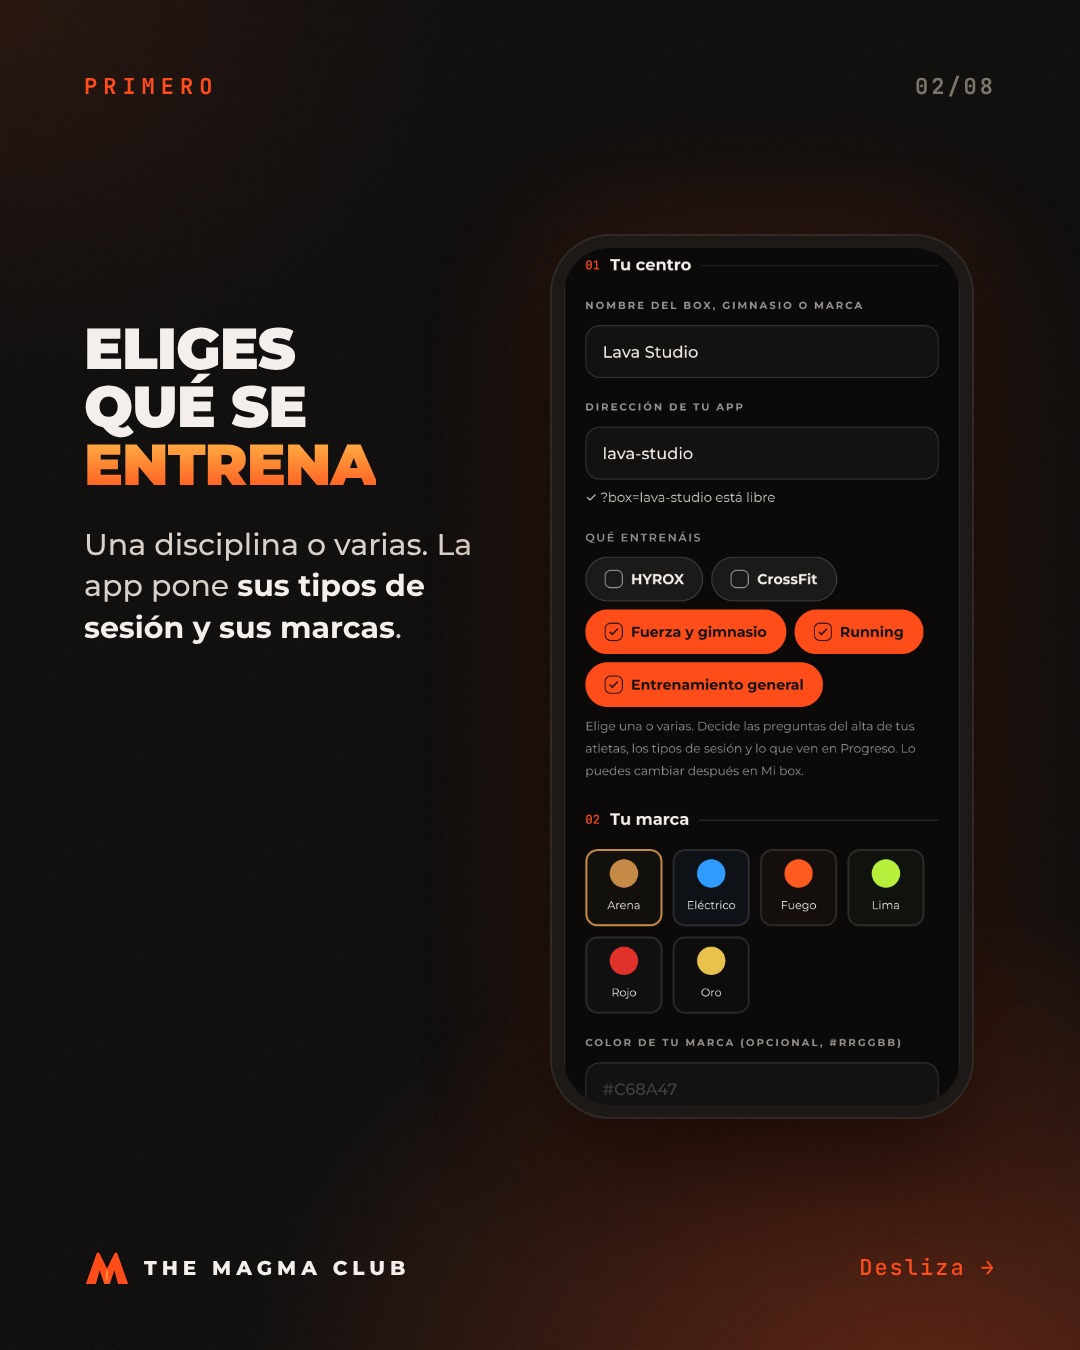 PRIMERO
02/08
ELIGES
QUÉ SE
ENTRENA
Una disciplina o varias. La
app pone sus tipos de
sesión y sus marcas.
01 Tu centro
NOMBRE DEL BOX, GIMNASIO O MARCA
Lava Studio
DIRECCIÓN DE TU APP
lava-studio
✓ ?box=lava-studio está libre
QUÉ ENTRENÁIS
HYROX CrossFit
Fuerza y gimnasio Running
Entrenamiento general
Elige una o varias. Decide las preguntas del alta de tus
atletas, los tipos de sesión y lo que ven en Progreso. Lo
puedes cambiar después en Mi box.
02 Tu marca
Arena Eléctrico Fuego Lima
Rojo Oro
COLOR DE TU MARCA (OPCIONAL, #RRGGBB)
#C68A47
THE MAGMA CLUB
Desliza →